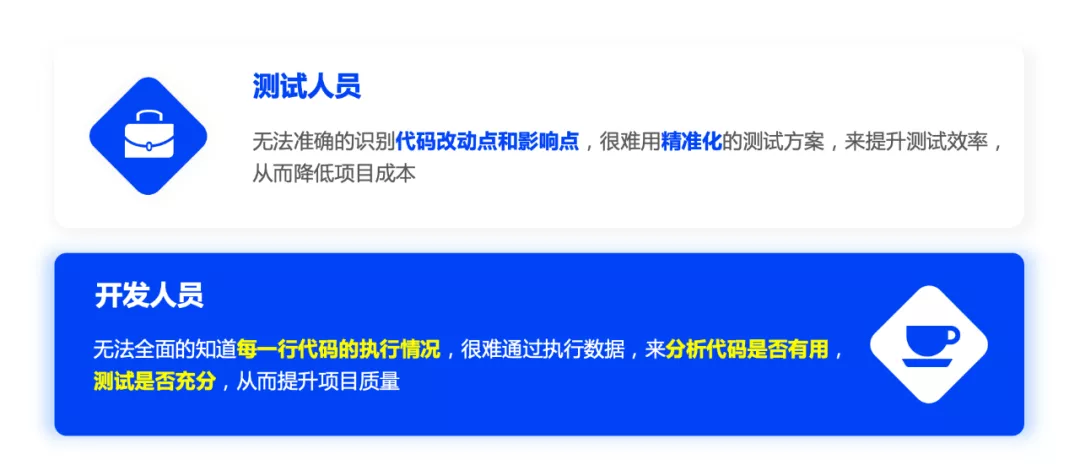 测试人员
无法准确的识别代码改动点和影响点，很难用精准化的测试方案，来提升测试效率，
从而降低项目成本
开发人员
无法全面的知道每一行代码的执行情况，很难通过执行数据，来分析代码是否有用，
测试是否充分，从而提升项目质量